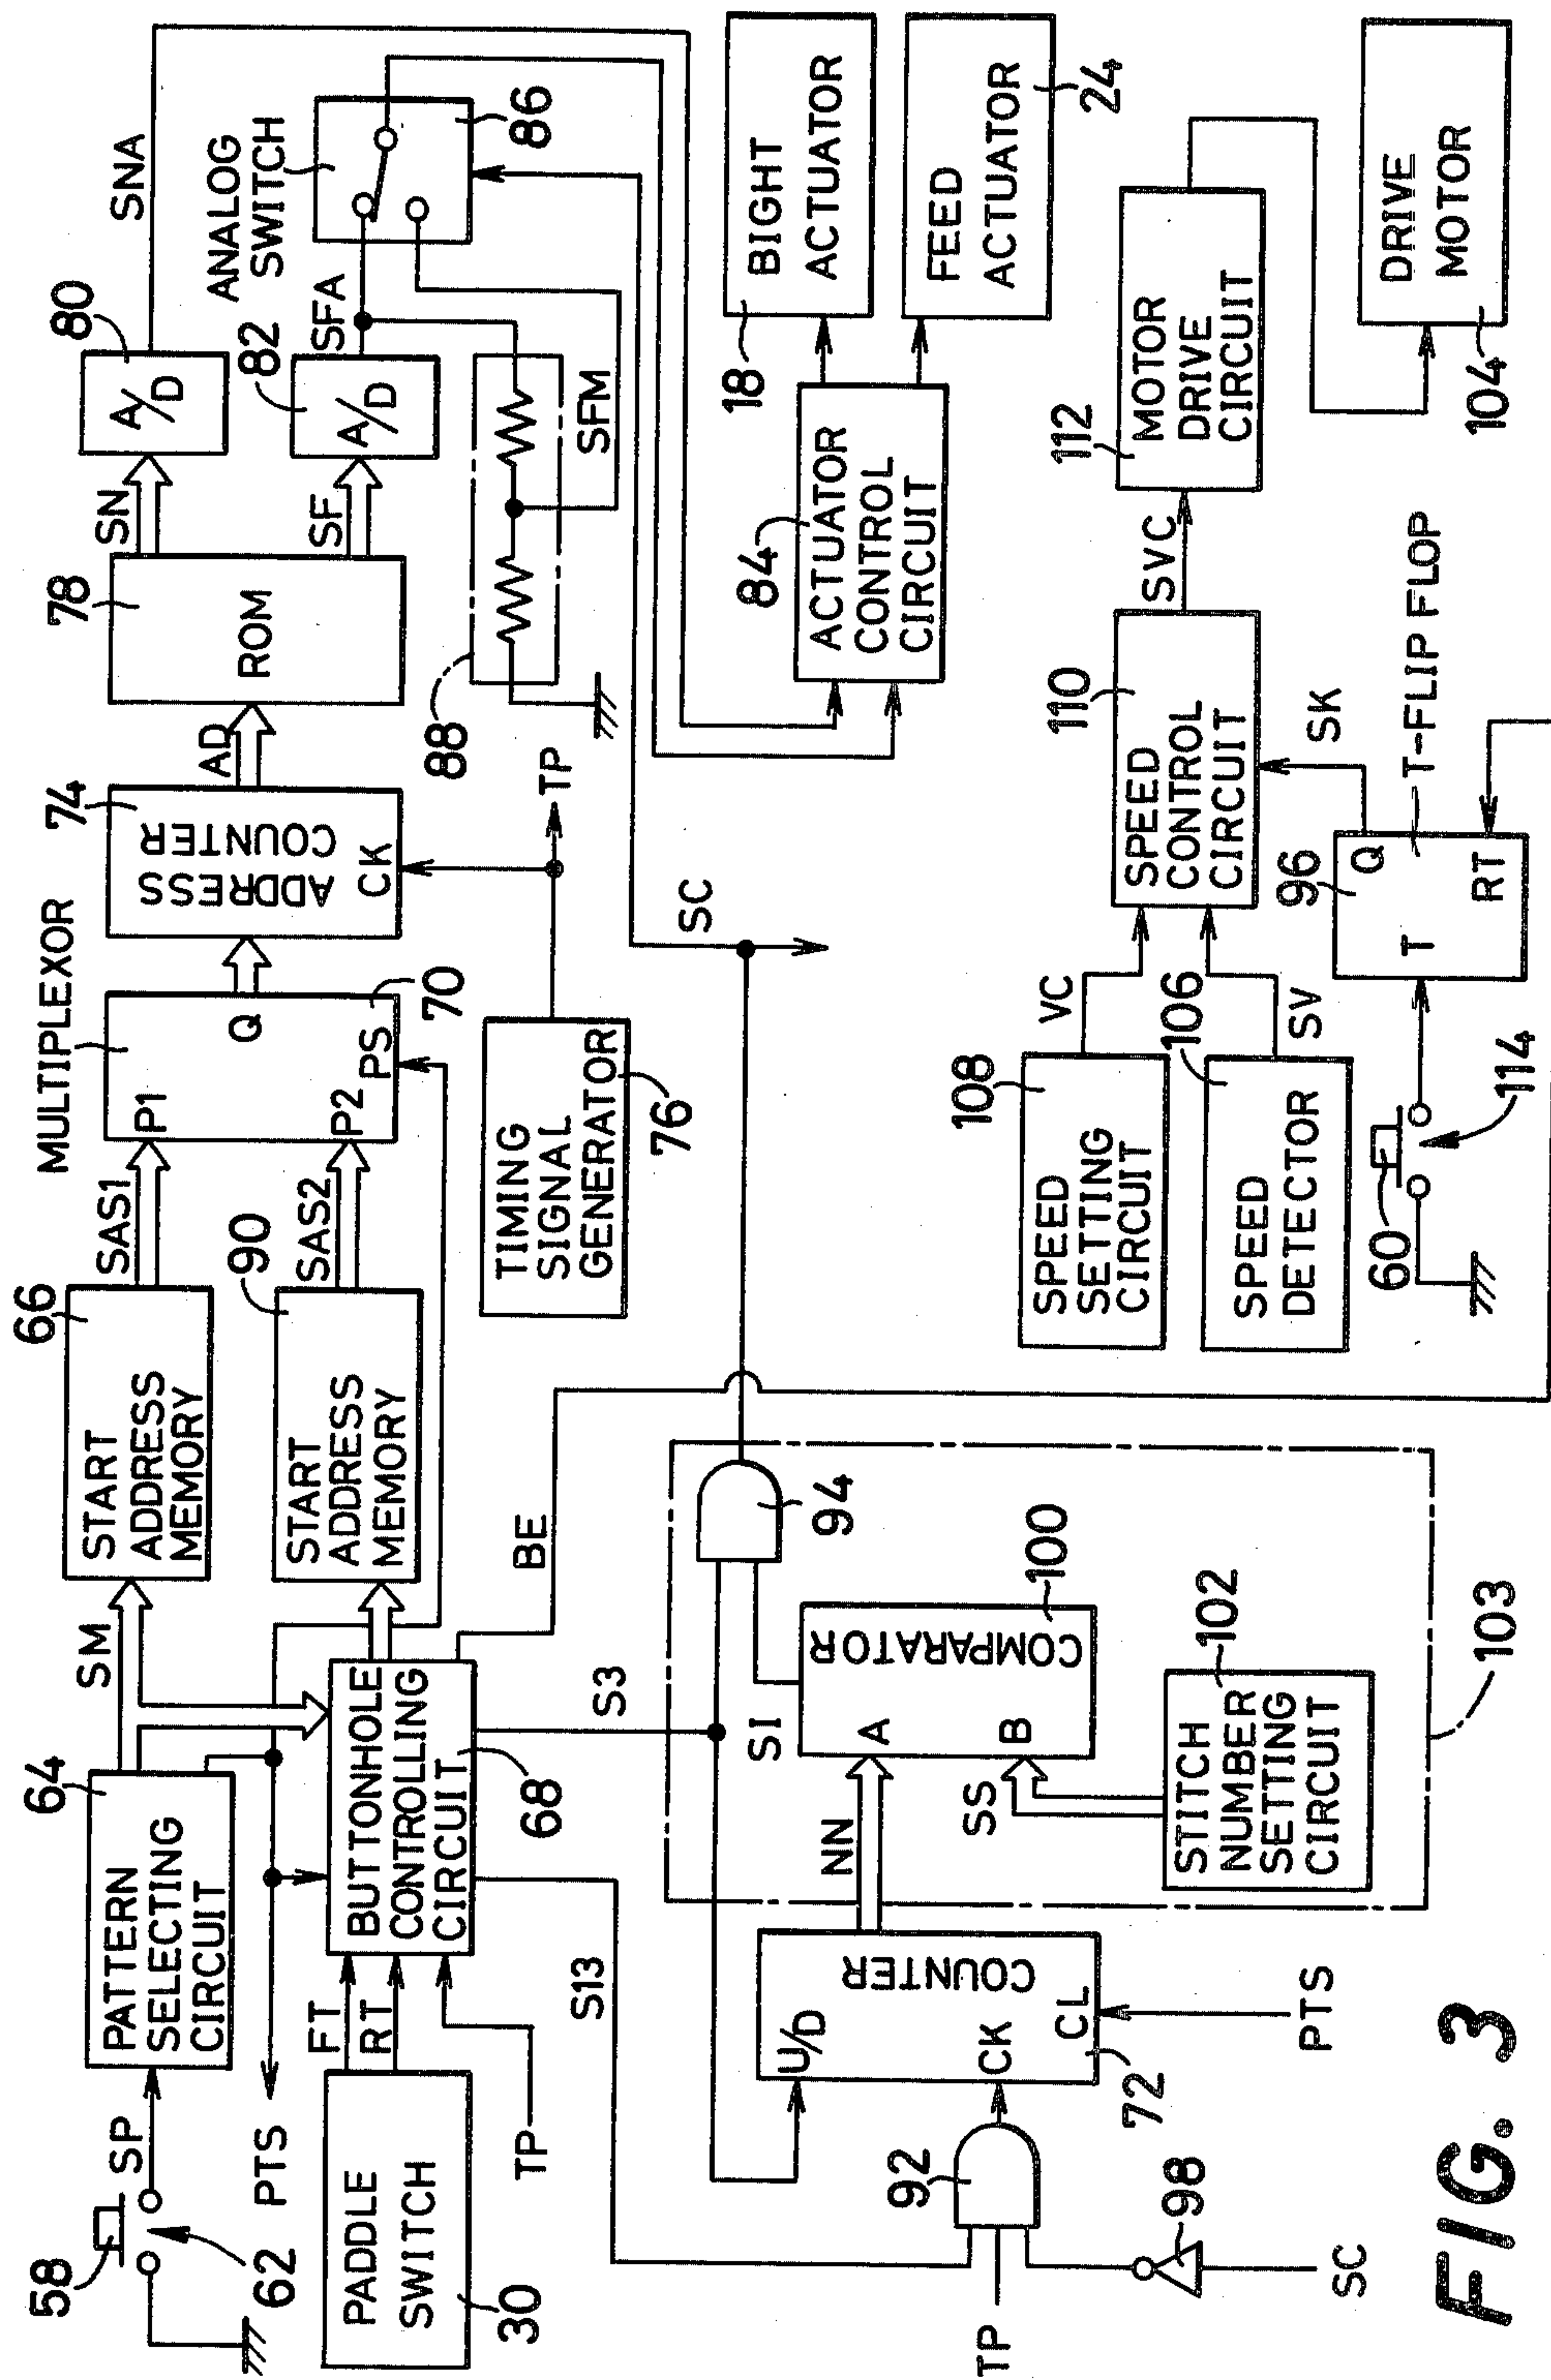 58
SP
62
PTS
64
PATTERN
SELECTING
CIRCUIT
SM
66
START
ADDRESS
MEMORY
SAS1
MULTIPLEXOR
P1
Q
P2
PS
70
74
ADDRESS
COUNTER
CK
AD
78
ROM
SN
SF
80
A/D
82
A/D
SNA
SFA
ANALOG
SWITCH
86
SFM
88
90
START
ADDRESS
MEMORY
SAS2
PADDLE
SWITCH
30
FT
RT
TP
BUTTONHOLE
CONTROLLING
CIRCUIT
68
BE
S3
S13
TIMING
SIGNAL
GENERATOR
76
TP
SC
84
ACTUATOR
CONTROL
CIRCUIT
18
BIGHT
ACTUATOR
FEED
ACTUATOR
24
TP
92
98
SC
U/D
COUNTER
CK
CL
72
PTS
NN
SI
A
B
COMPARATOR
100
SS
STITCH
NUMBER
SETTING
CIRCUIT
102
94
103
108
SPEED
SETTING
CIRCUIT
VC
106
SPEED
DETECTOR
SV
110
SPEED
CONTROL
CIRCUIT
SVC
112
MOTOR
DRIVE
CIRCUIT
DRIVE
MOTOR
104
60
114
96
T
Q
RT
SK
T-FLIP FLOP
FIG. 3